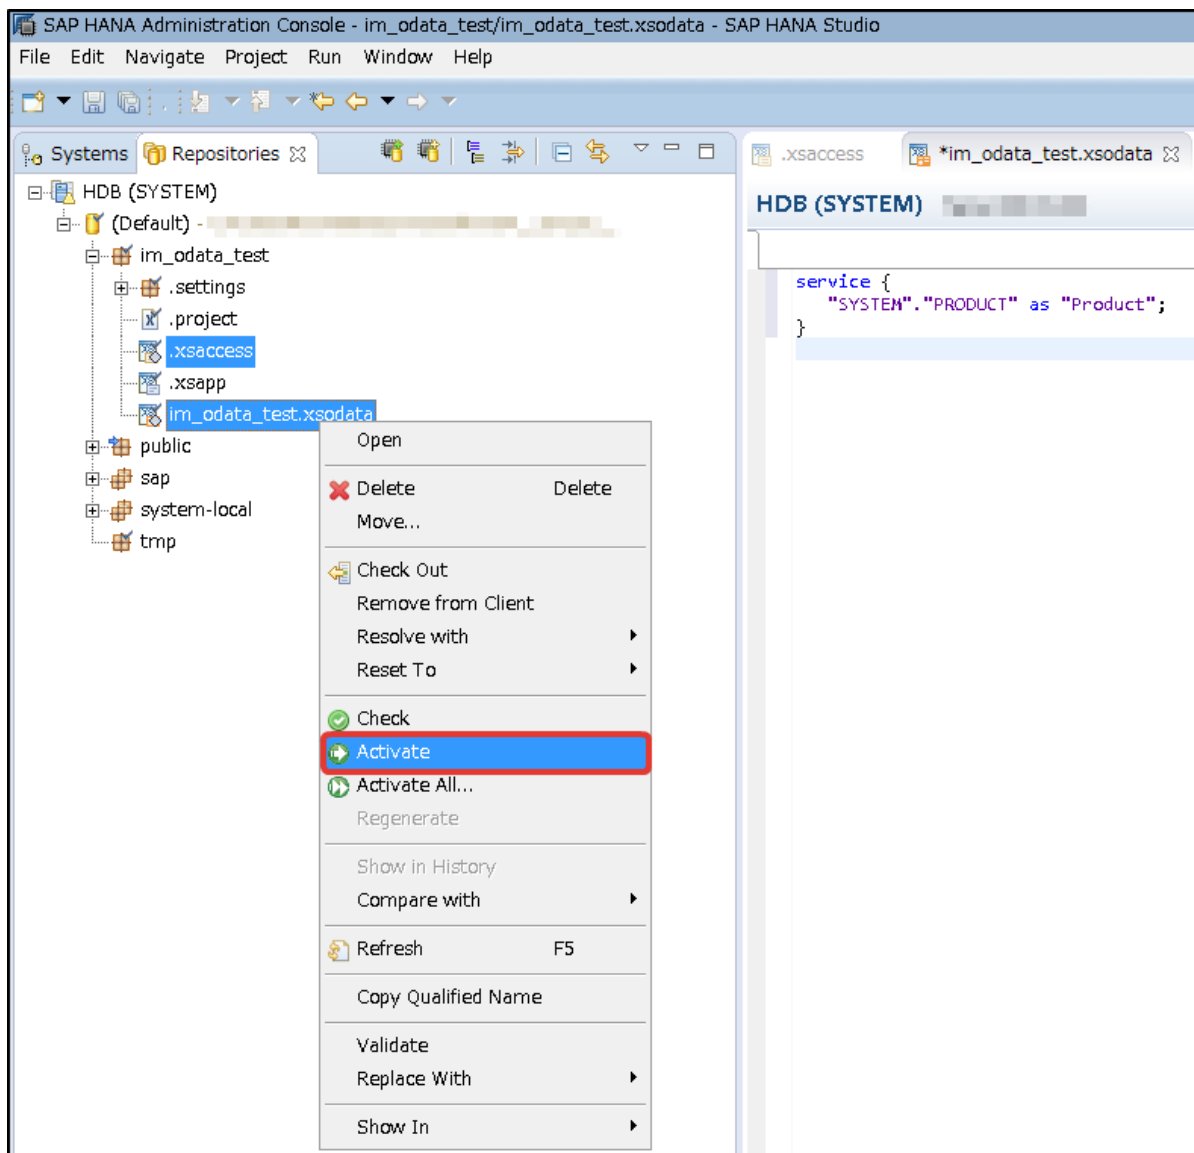 SAP HANA Administration Console - im_odata_test/im_odata_test.xsodata - SAP HANA Studio
File Edit Navigate Project Run Window Help
Systems Repositories
HDB (SYSTEM)
(Default) -
im_odata_test
.settings
.project
.xsaccess
.xsapp
im_odata_test.xsodata
public
sap
system-local
tmp
Open
Delete Delete
Move...
Check Out
Remove from Client
Resolve with
Reset To
Check
Activate
Activate All...
Regenerate
Show in History
Compare with
Refresh F5
Copy Qualified Name
Validate
Replace With
Show In
.xsaccess *im_odata_test.xsodata
HDB (SYSTEM)
service {
"SYSTEM"."PRODUCT" as "Product";
}